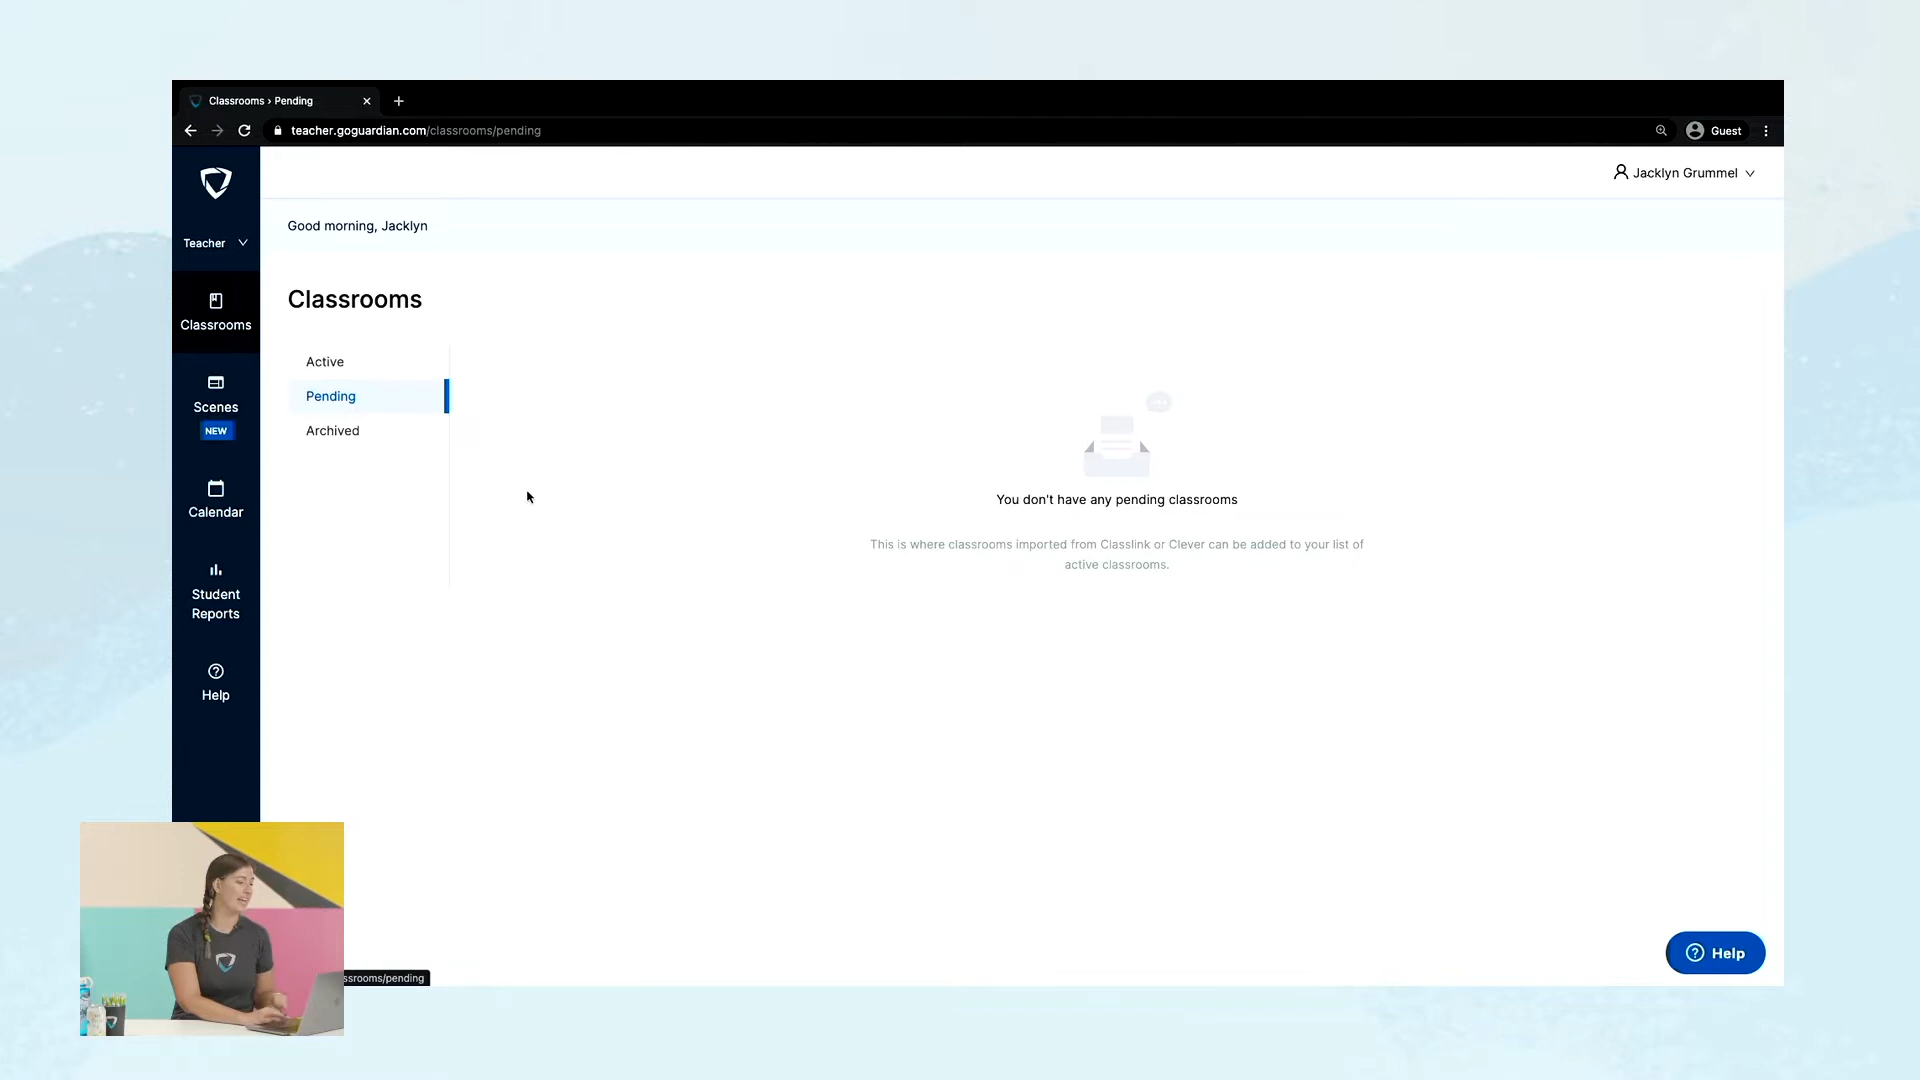 Classrooms › Pending
teacher.goguardian.com/classrooms/pending
Guest
Jacklyn Grummel
Teacher
Good morning, Jacklyn
Classrooms
Classrooms
Active
Pending
Archived
Scenes
NEW
Calendar
Student
Reports
Help
You don't have any pending classrooms
This is where classrooms imported from Classlink or Clever can be added to your list of
active classrooms.
Help
ssrooms/pending